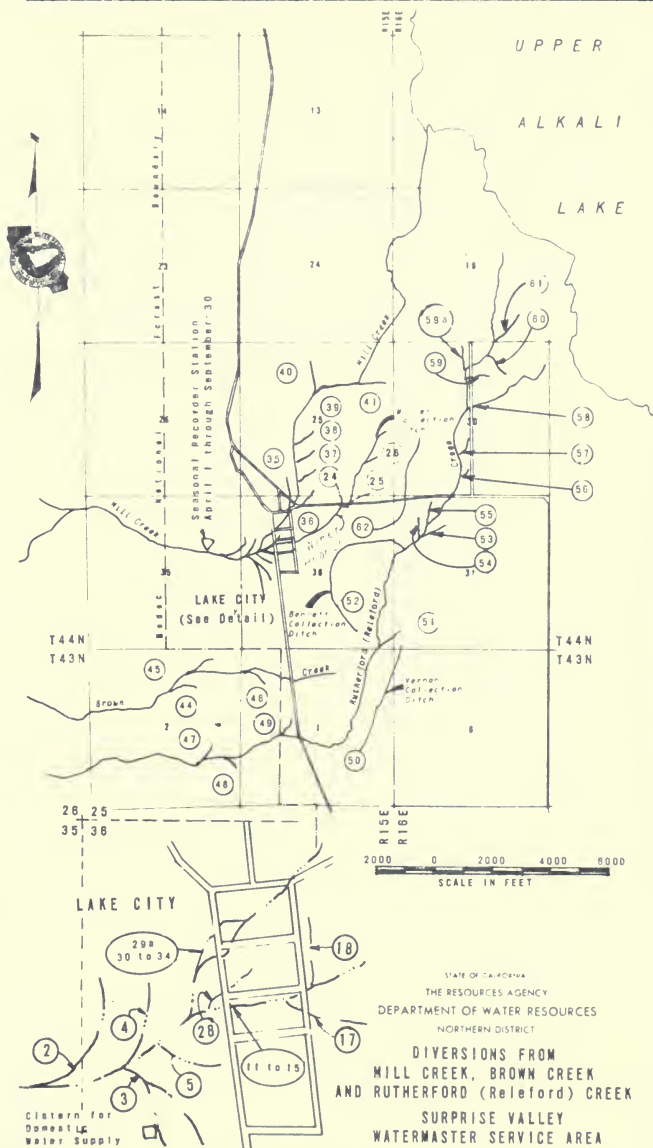 R15E
R16E
UPPER
ALKALI
LAKE
14
13
National Forest Boundary
23
24
19
Mill Creek
61
60
59a
59
40
41
39
25
38
37
35
24
26
25
Collection
Ditch
30
58
57
56
Creek
Seasonal Recorder Station
April 1 through September 30
Mill Creek
36
62
55
53
54
31
35
36
LAKE CITY
(See Detail)
Modoc
52
Collection
Ditch
51
Rutherford (Releford)
T44N
T43N
T44N
T43N
45
Creek
Brown
44
48
Vernon
Collection
Ditch
2
49
1
6
47
46
50
26 25
35 36
R15E
R16E
2000 0 2000 4000 6000
SCALE IN FEET
LAKE CITY
29a
30 to 34
18
4
2
28
17
5
3
11 to 15
Cistern for
Domestic
Water Supply
STATE OF CALIFORNIA
THE RESOURCES AGENCY
DEPARTMENT OF WATER RESOURCES
NORTHERN DISTRICT
DIVERSIONS FROM
MILL CREEK, BROWN CREEK
AND RUTHERFORD (Releford) CREEK
SURPRISE VALLEY
WATERMASTER SERVICE AREA